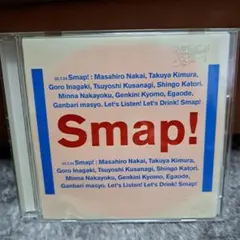 Smap! : Masahiro Nakai, Takuya Kimura,
Goro Inagaki, Tsuyoshi Kusanagi, Shingo Katori.
Minna Nakayoku, Genkini Kyomo, Egaode,
Ganbari masyo. Let's Listen! Let's Drink! Smap!
Smap!
Smap! : Masahiro Nakai, Takuya Kimura,
Goro Inagaki, Tsuyoshi Kusanagi, Shingo Katori.
Minna Nakayoku, Genkini Kyomo, Egaode,
Ganbari masyo. Let's Listen! Let's Drink! Smap!